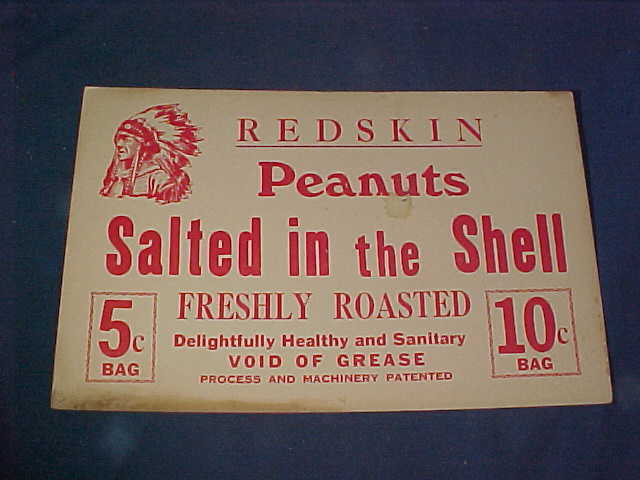 REDSKIN
Peanuts
Salted in the Shell
FRESHLY ROASTED
5c
BAG
Delightfully Healthy and Sanitary
VOID OF GREASE
PROCESS AND MACHINERY PATENTED
10c
BAG